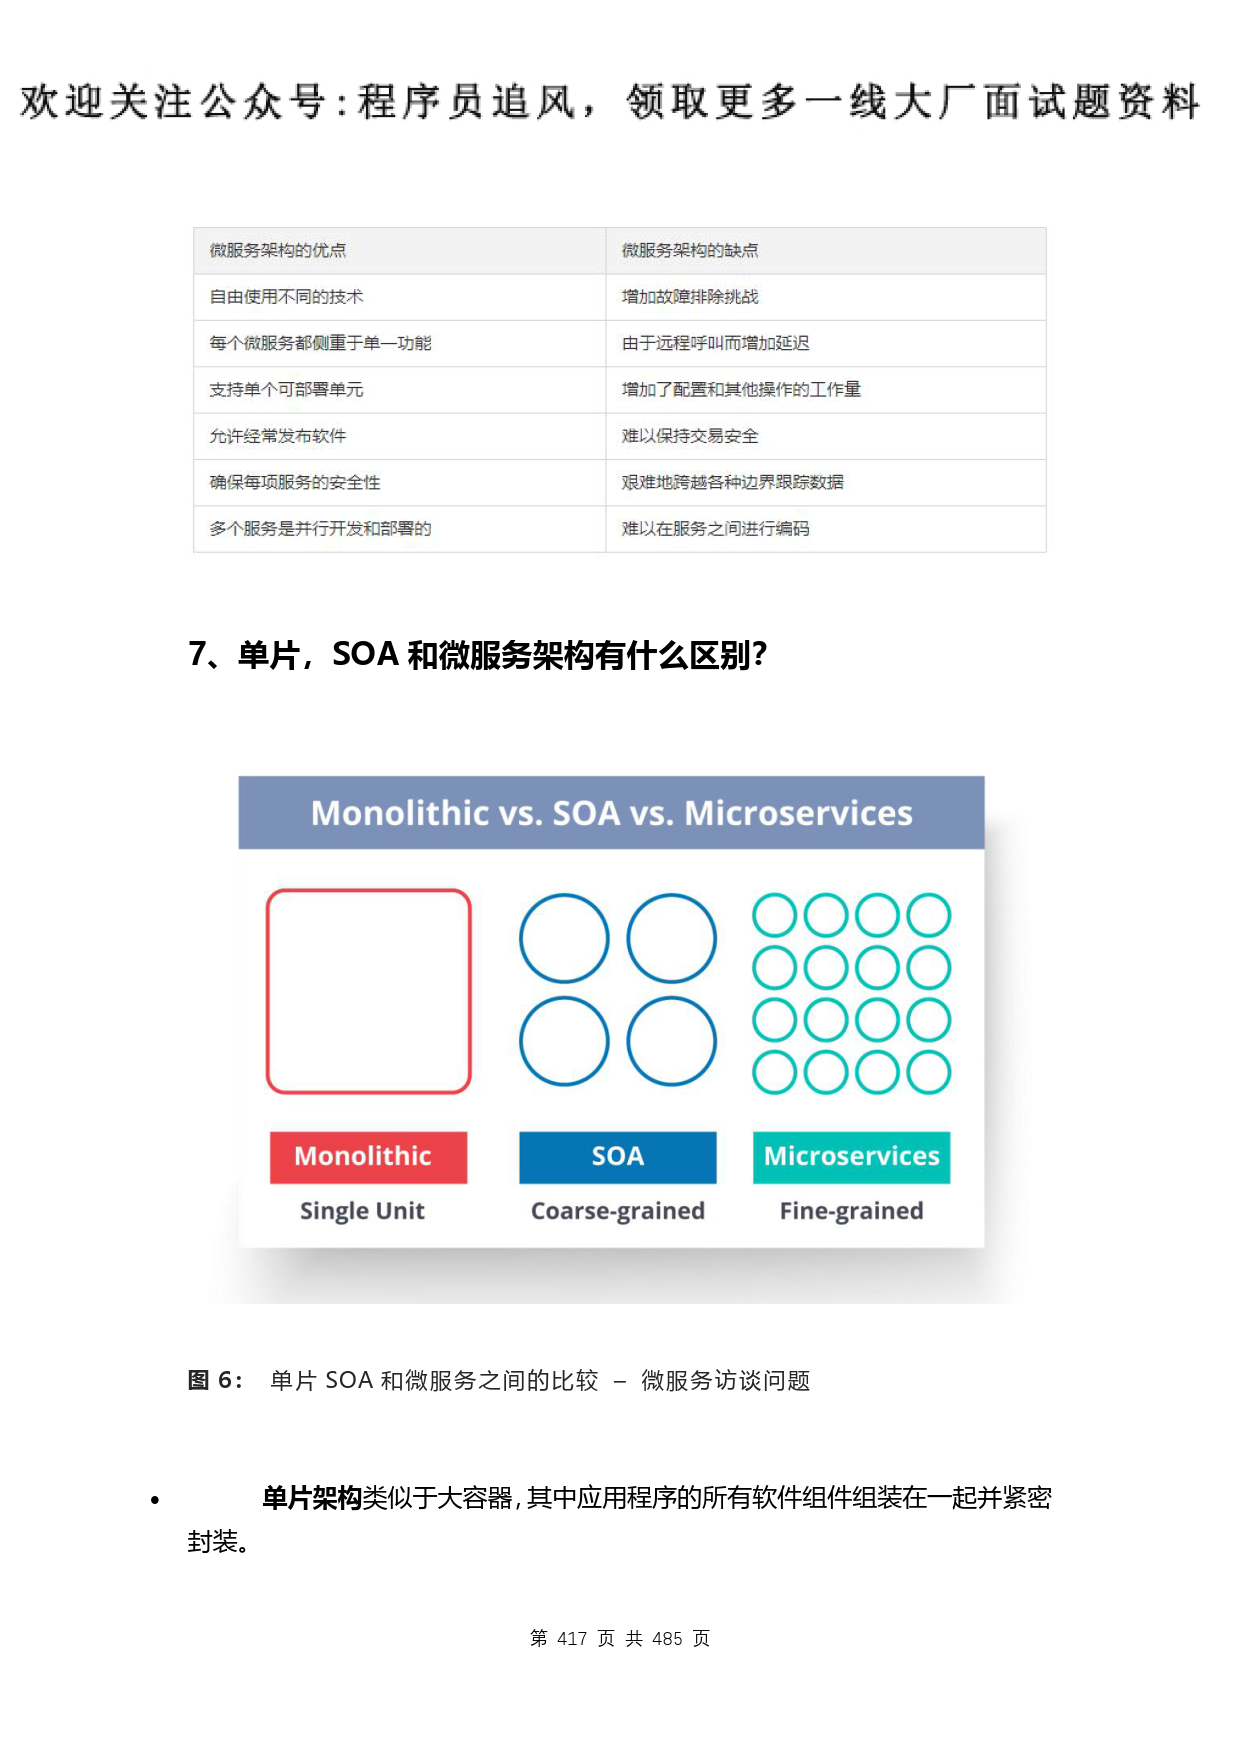 欢迎关注公众号:程序员追风，领取更多一线大厂面试题资料
微服务架构的优点 微服务架构的缺点
自由使用不同的技术 增加故障排除挑战
每个微服务都侧重于单一功能 由于远程呼叫而增加延迟
支持单个可部署单元 增加了配置和其他操作的工作量
允许经常发布软件 难以保持交易安全
确保每项服务的安全性 艰难地跨越各种边界跟踪数据
多个服务是并行开发和部署的 难以在服务之间进行编码
7、单片，SOA 和微服务架构有什么区别？
Monolithic vs. SOA vs. Microservices
Monolithic SOA Microservices
Single Unit Coarse-grained Fine-grained
图 6： 单片 SOA 和微服务之间的比较 – 微服务访谈问题
• 单片架构类似于大容器，其中应用程序的所有软件组件组装在一起并紧密
封装。
第 417 页 共 485 页